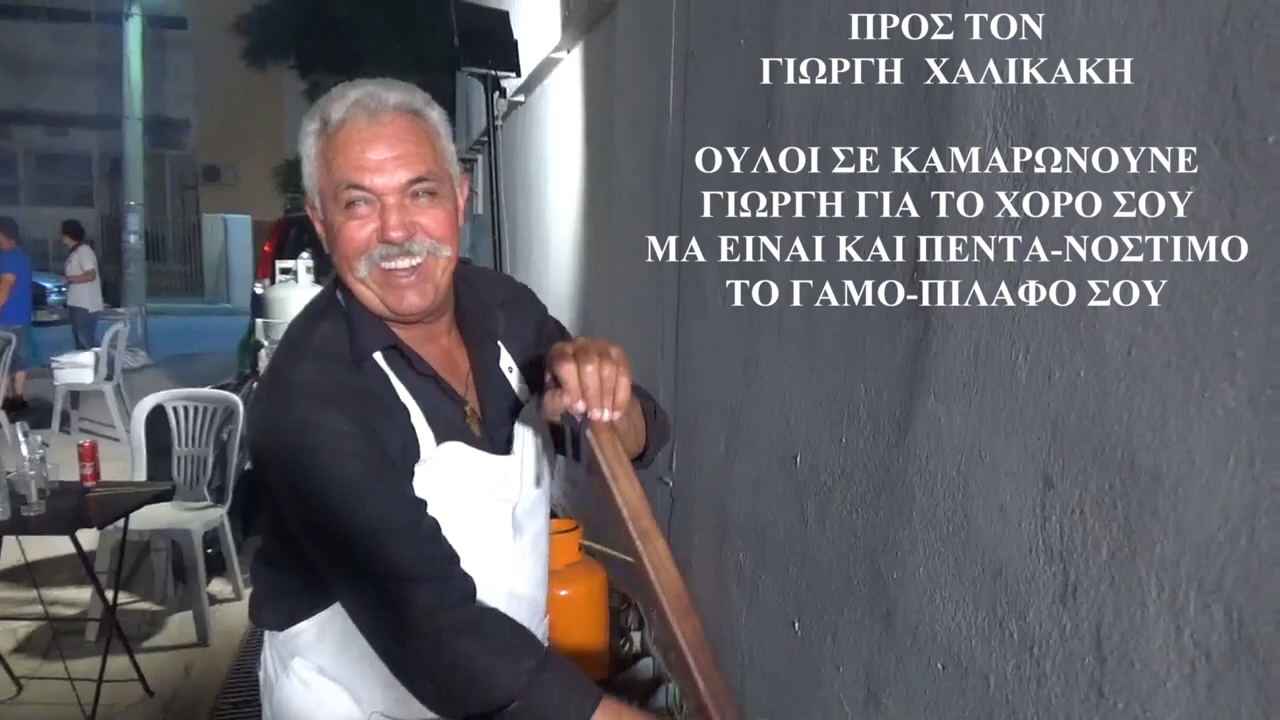 ΠΡΟΣ ΤΟΝ
ΓΙΩΡΓΗ ΧΑΛΙΚΑΚΗ
ΟΥΛΟΙ ΣΕ ΚΑΜΑΡΩΝΟΥΝΕ
ΓΙΩΡΓΗ ΓΙΑ ΤΟ ΧΟΡΟ ΣΟΥ
ΜΑ ΕΙΝΑΙ ΚΑΙ ΠΕΝΤΑ-ΝΟΣΤΙΜΟ
ΤΟ ΓΑΜΟ-ΠΙΛΑΦΟ ΣΟΥ